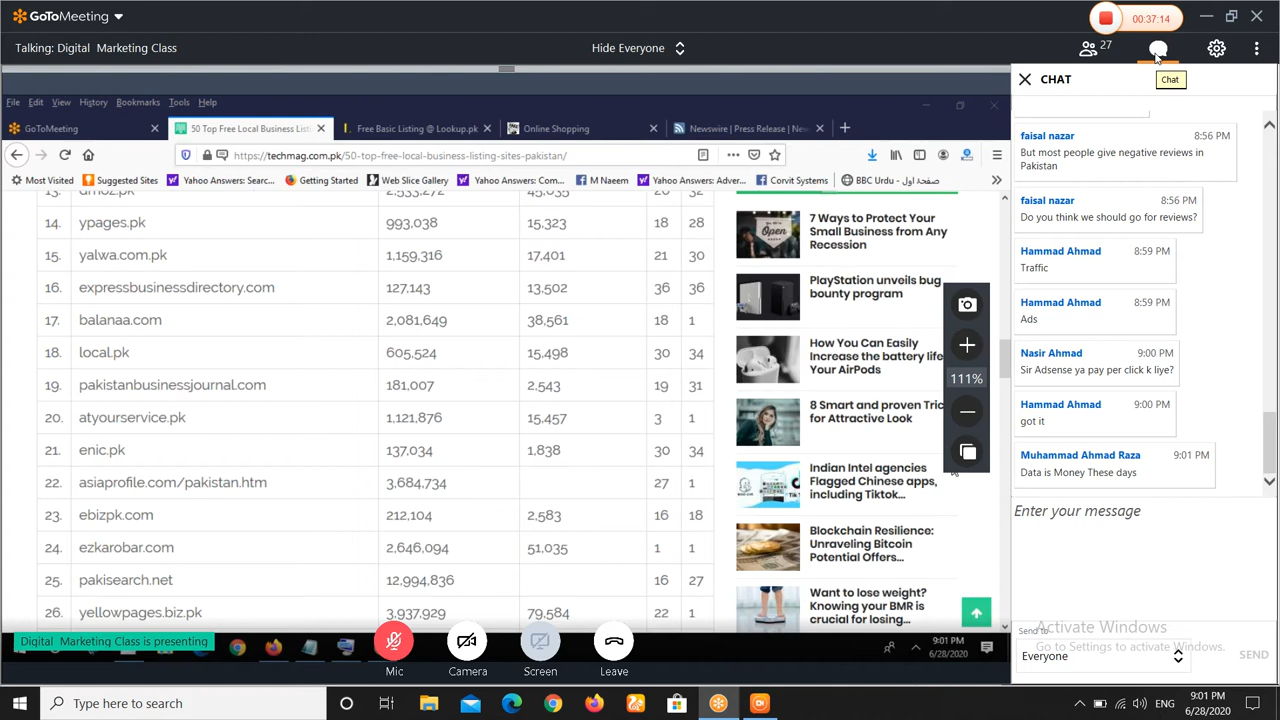 GoToMeeting
00:37:14
Talking: Digital Marketing Class
Hide Everyone
27
File Edit View History Bookmarks Tools Help
GoToMeeting
50 Top Free Local Business List
Free Basic Listing @ Lookup.pk
Online Shopping
Newswire | Press Release | New
https://techmag.com.pk/50-top-free-local-business-listing-sites-pakistan/
Most Visited
Suggested Sites
Yahoo Answers: Searc...
Getting Started
Web Slice Gallery
Yahoo Answers: Com...
M Naeem
Yahoo Answers: Adver...
Corvit Systems
BBC Urdu - صفحۂ اول
14. ypages.pk 993,038 15,323 18 28
15. yalwa.com.pk 1,159,316 17,401 21 30
16. expressbusinessdirectory.com 127,143 13,502 36 36
17. balanaa.com 2,081,649 38,561 18 1
18. local.pk 605,524 15,498 30 34
19. pakistanbusinessjournal.com 181,007 2,543 19 31
20. atyourservice.pk 1,121,876 15,457 3 1
21. enic.pk 137,034 1,838 30 34
22. asiaprofile.com/pakistan.htm 3,684,734 27 1
23. ebizpk.com 212,104 2,583 16 18
24. ezkarobar.com 2,646,094 51,035 1 1
25. pakisearch.net 12,994,836 16 27
26. yellowpages.biz.pk 3,937,929 79,584 22 1
7 Ways to Protect Your
Small Business from Any
Recession
PlayStation unveils bug
bounty program
How You Can Easily
Increase the battery life
Your AirPods
8 Smart and proven Tric
for Attractive Look
Indian Intel agencies
Flagged Chinese apps,
including Tiktok...
Blockchain Resilience:
Unraveling Bitcoin
Potential Offers...
Want to lose weight?
Knowing your BMR is
crucial for losing...
111%
Digital Marketing Class is presenting
Mic
Camera
Screen
Leave
9:01 PM
6/28/2020
CHAT
Chat
faisal nazar 8:56 PM
But most people give negative reviews in
Pakistan
faisal nazar 8:56 PM
Do you think we should go for reviews?
Hammad Ahmad 8:59 PM
Traffic
Hammad Ahmad 8:59 PM
Ads
Nasir Ahmad 9:00 PM
Sir Adsense ya pay per click k liye?
Hammad Ahmad 9:00 PM
got it
Muhammad Ahmad Raza 9:01 PM
Data is Money These days
Enter your message
Send to
Everyone
SEND
Activate Windows
Go to Settings to activate Windows.
Type here to search
ENG
9:01 PM
6/28/2020